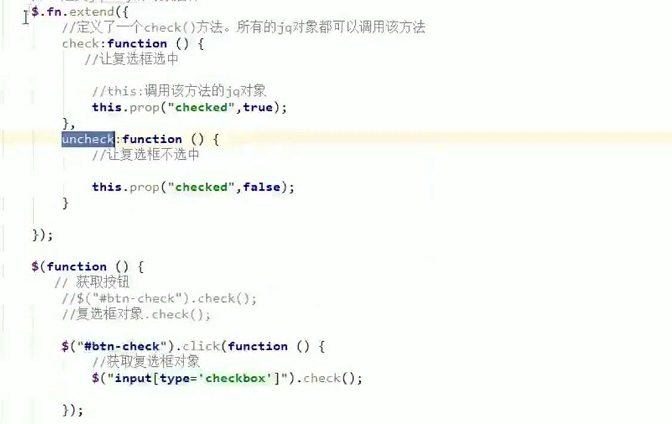 $.fn.extend({
//定义了一个check()方法。所有的jq对象都可以调用该方法
check:function () {
//让复选框选中
//this:调用该方法的jq对象
this.prop("checked",true);
},
uncheck:function () {
//让复选框不选中
this.prop("checked",false);
}
});
$(function () {
// 获取按钮
//$("#btn-check").check();
//复选框对象.check();
$("#btn-check").click(function () {
//获取复选框对象
$("input[type='checkbox']").check();
});